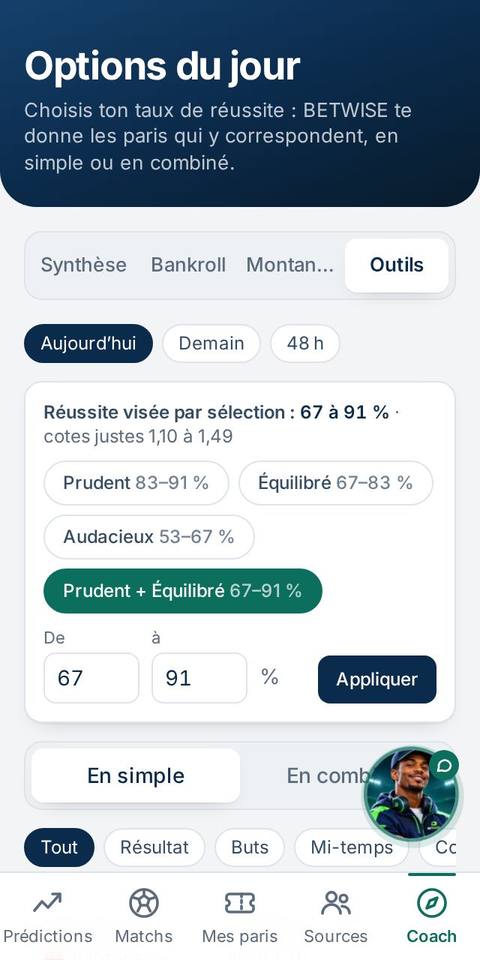 Options du jour
Choisis ton taux de réussite : BETWISE te
donne les paris qui y correspondent, en
simple ou en combiné.
Synthèse Bankroll Montan... Outils
Aujourd'hui Demain 48 h
Réussite visée par sélection : 67 à 91 % ·
cotes justes 1,10 à 1,49
Prudent 83–91 % Équilibré 67–83 %
Audacieux 53–67 %
Prudent + Équilibré 67–91 %
De à
67 91 % Appliquer
En simple En comb
Tout Résultat Buts Mi-temps Co
Prédictions Matchs Mes paris Sources Coach